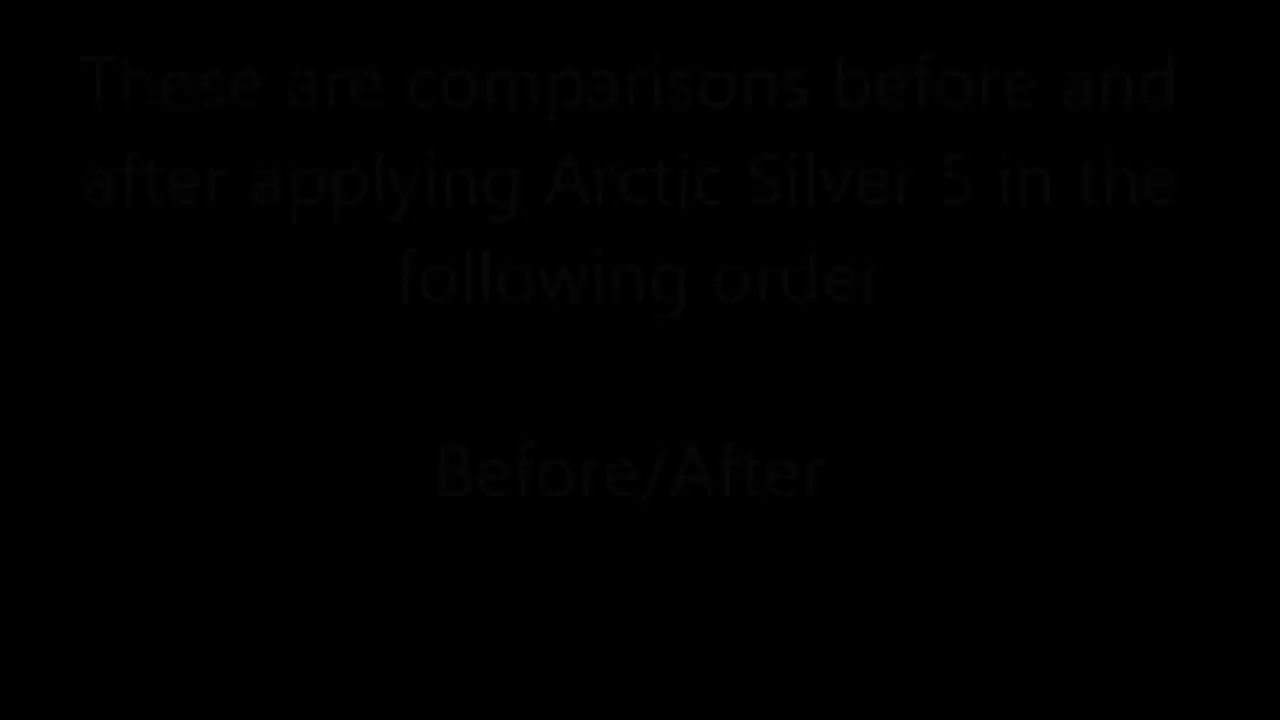 These are comparisons before and
after applying Arctic Silver 5 in the
following order
Before/After